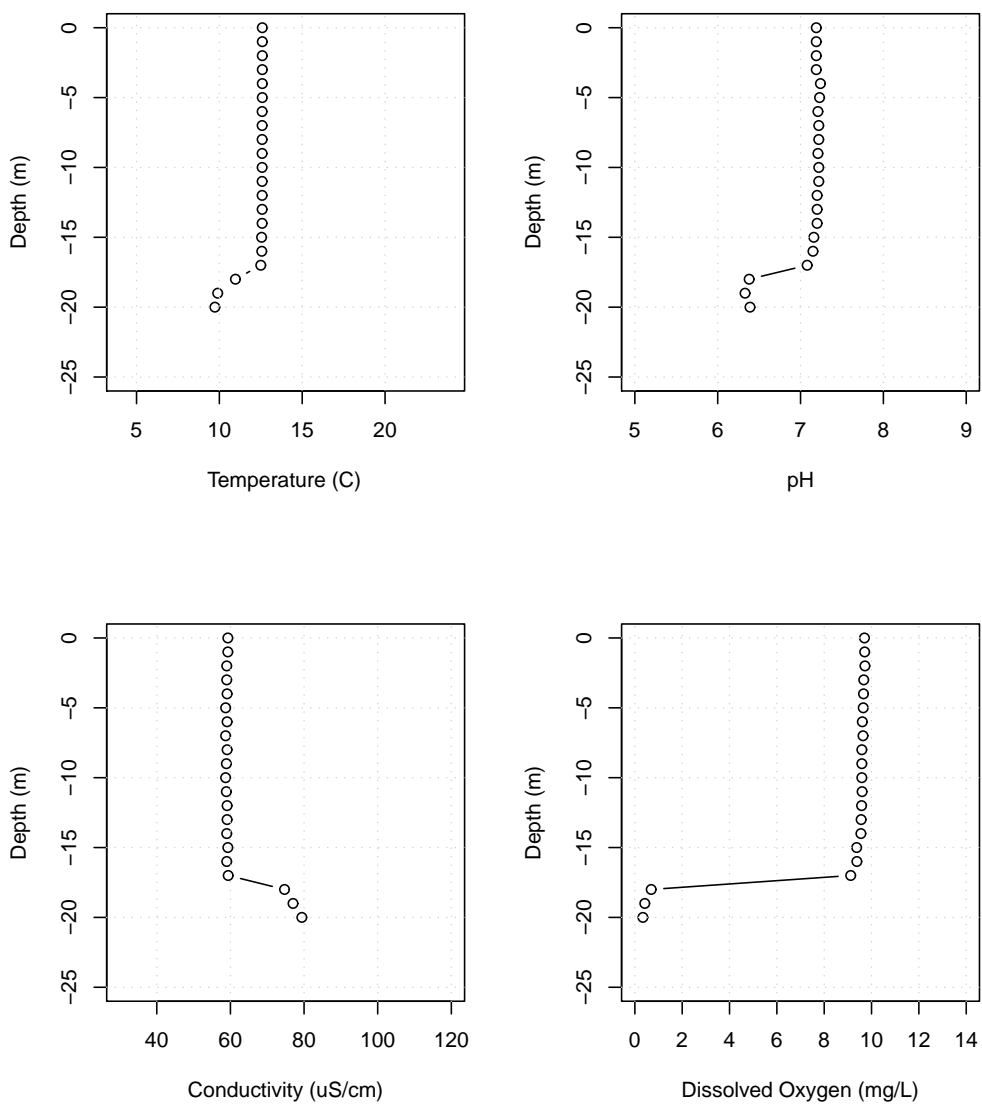 0
−5
−10
−15
−20
−25
Depth (m)
5 10 15 20
Temperature (C)
0
−5
−10
−15
−20
−25
Depth (m)
5 6 7 8 9
pH
0
−5
−10
−15
−20
−25
Depth (m)
40 60 80 100 120
Conductivity (uS/cm)
0
−5
−10
−15
−20
−25
Depth (m)
0 2 4 6 8 10 12 14
Dissolved Oxygen (mg/L)